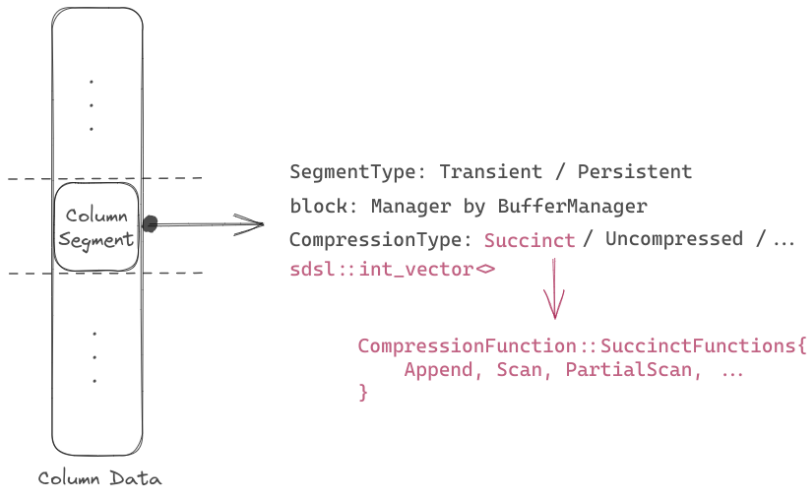 Column
Segment
SegmentType: Transient / Persistent
block: Manager by BufferManager
CompressionType: Succinct / Uncompressed /...
sdsl::int_vector<>
CompressionFunction::SuccinctFunctions{
Append, Scan, PartialScan, ...
}
Column Data